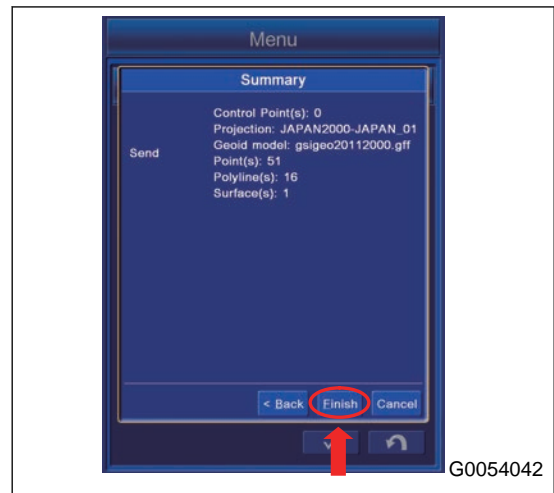 Menu
Summary
Control Point(s): 0
Projection: JAPAN2000-JAPAN_01
Send
Geoid model: gsigeo20112000.gff
Point(s): 51
Polyline(s): 16
Surface(s): 1
< Back Finish Cancel
G0054042